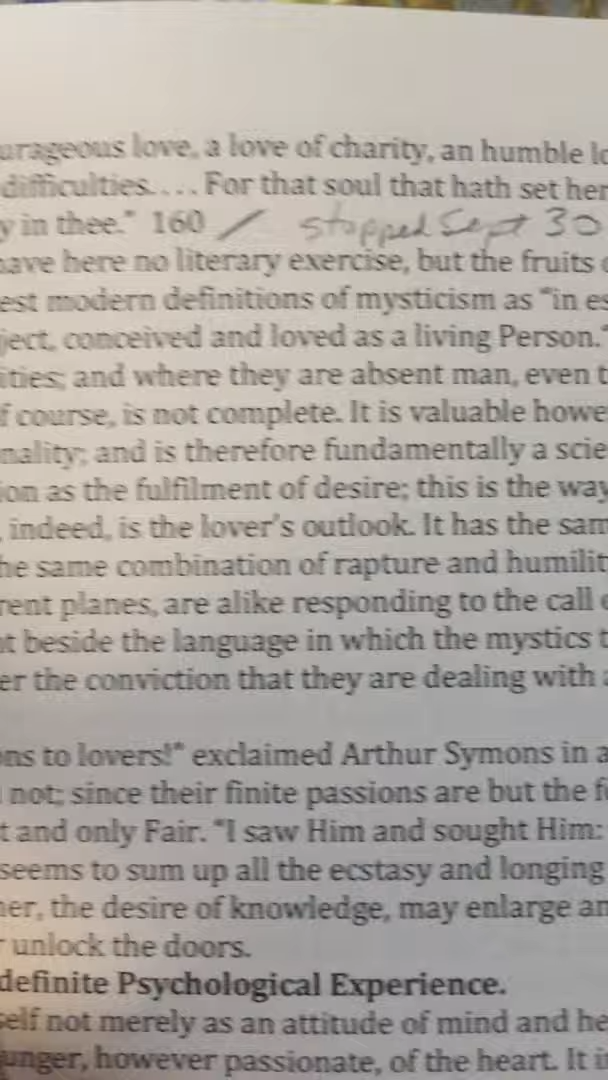 urageous love, a love of charity, an humble lo
difficulties.... For that soul that hath set her
y in thee." 160 / stopped Sept 30
ave here no literary exercise, but the fruits
est modern definitions of mysticism as "in es
ject, conceived and loved as a living Person."
ities; and where they are absent man, even t
f course, is not complete. It is valuable howe
nality; and is therefore fundamentally a scie
ion as the fulfilment of desire; this is the way
, indeed, is the lover's outlook. It has the sam
he same combination of rapture and humilit
rent planes, are alike responding to the call
t beside the language in which the mystics t
er the conviction that they are dealing with a
ons to lovers!" exclaimed Arthur Symons in a
not; since their finite passions are but the f
t and only Fair. "I saw Him and sought Him:
seems to sum up all the ecstasy and longing
her, the desire of knowledge, may enlarge an
r unlock the doors.
definite Psychological Experience.
self not merely as an attitude of mind and he
unger, however passionate, of the heart. It i